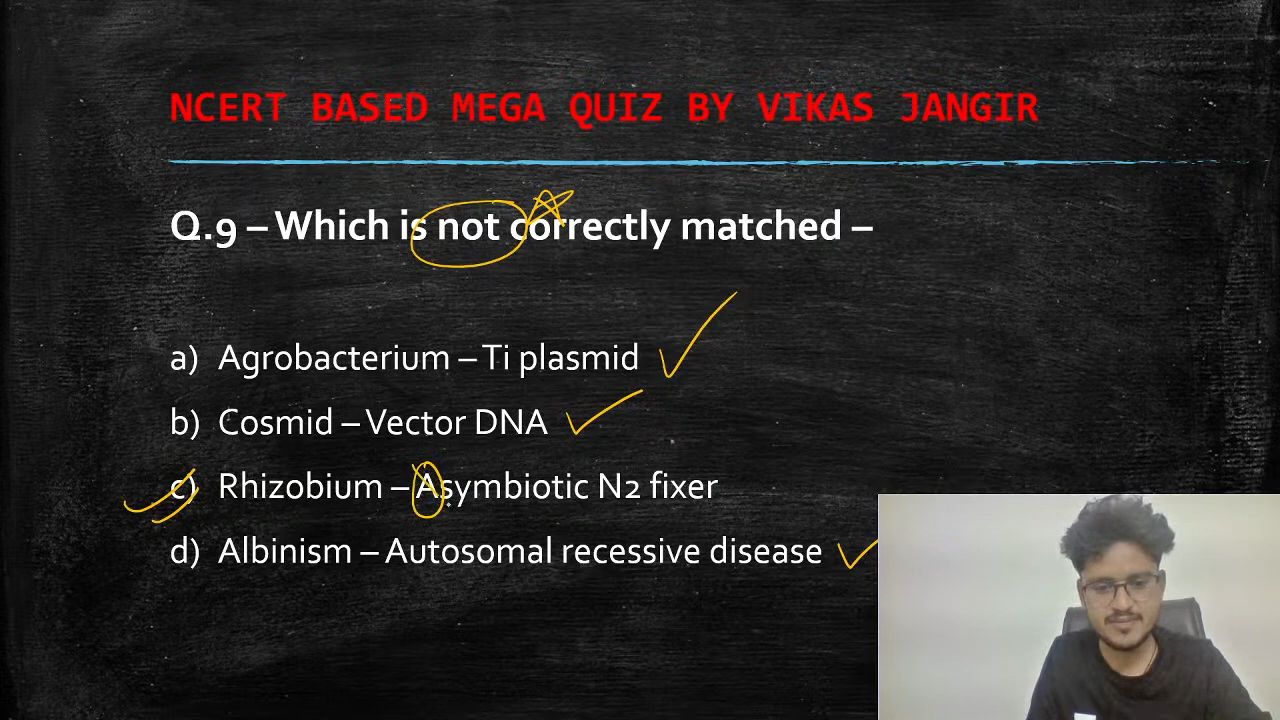 NCERT BASED MEGA QUIZ BY VIKAS JANGIR
Q.9 – Which is not correctly matched –
a) Agrobacterium – Ti plasmid
b) Cosmid – Vector DNA
c) Rhizobium – Asymbiotic N2 fixer
d) Albinism – Autosomal recessive disease